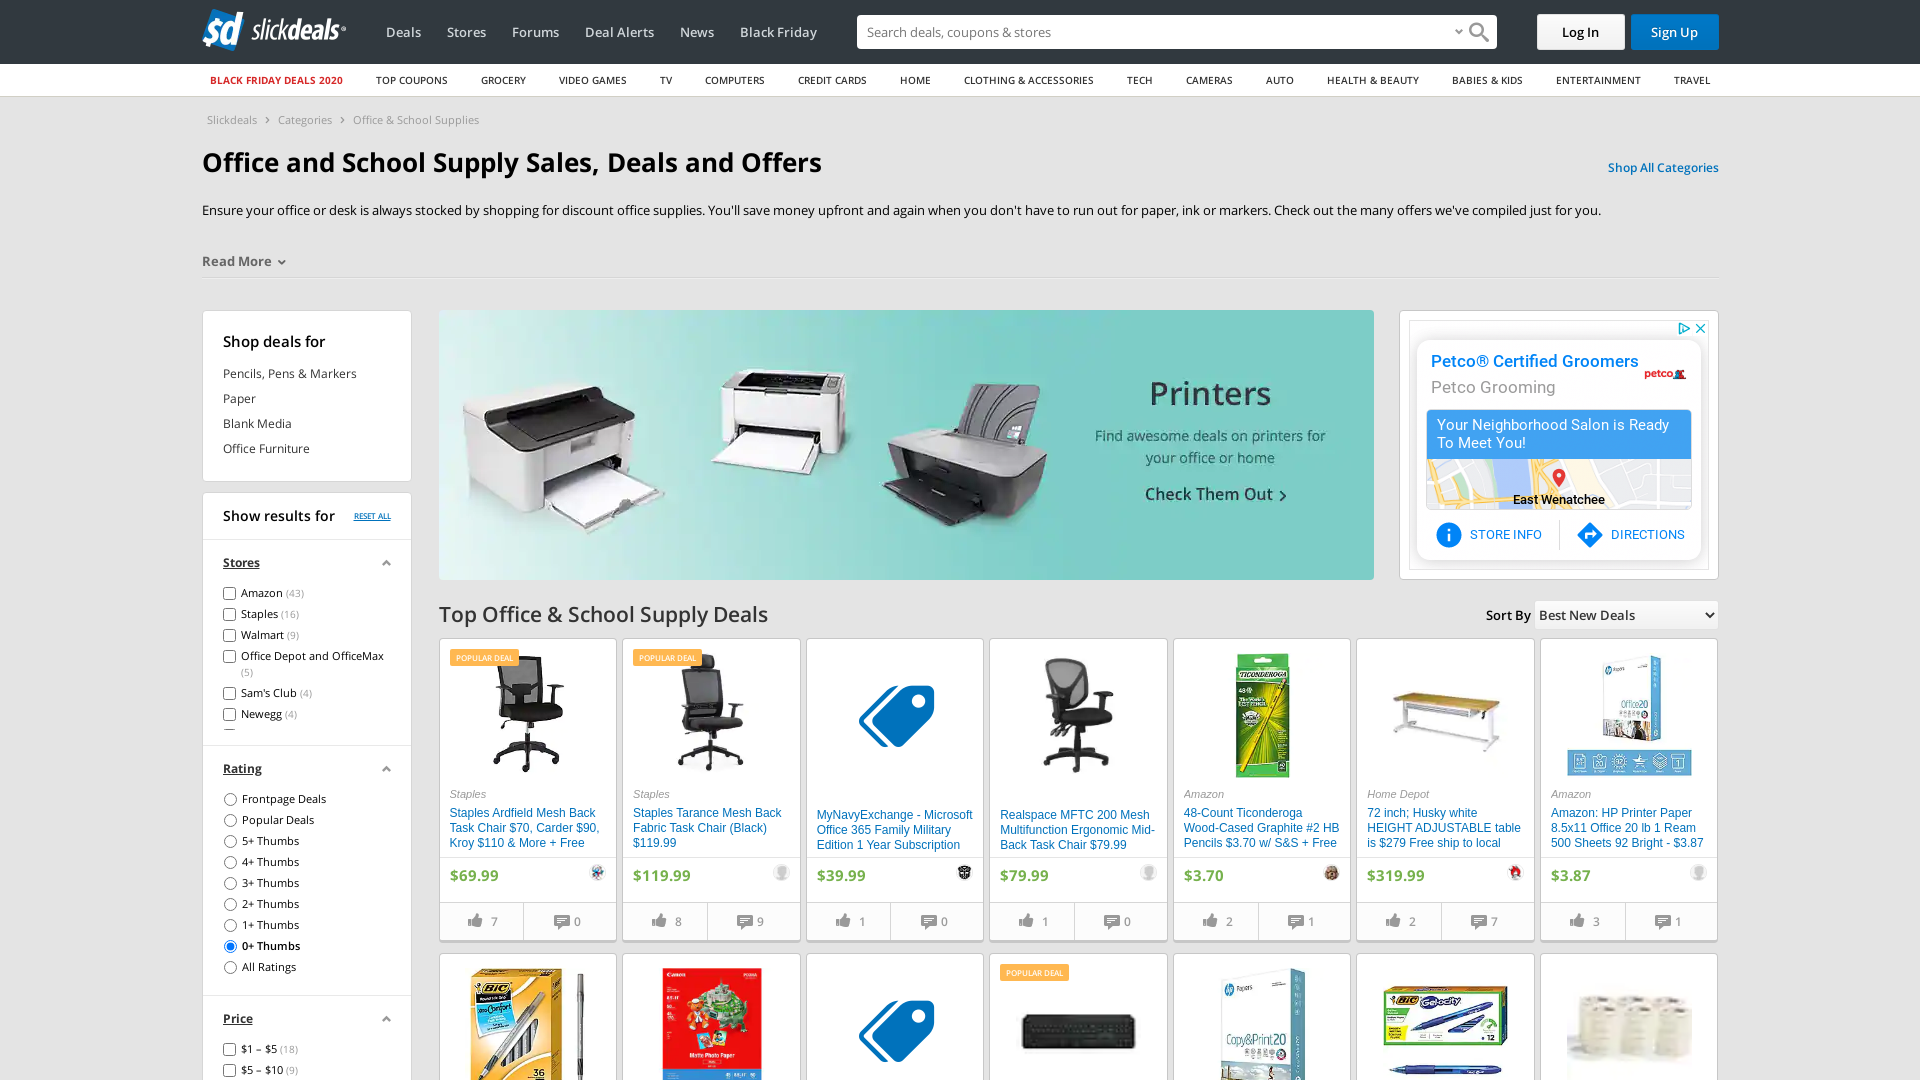 slickdeals
Deals
Stores
Forums
Deal Alerts
News
Black Friday
Search deals, coupons & shopping
Log In
Sign Up
BLACK FRIDAY DEALS 2020
TOP COUPONS
GROCERY
VIDEO GAMES
TV
COMPUTERS
CREDIT CARDS
HOME
CLOTHING & ACCESSORIES
TECH
CAMERAS
AUTO
HEALTH & BEAUTY
BABIES & KIDS
ENTERTAINMENT
TRAVEL
Slickdeals › Categories › Office & School Supplies
Office and School Supply Sales, Deals and Offers
Shop All Categories
Ensure your office or desk is always stocked by shopping for discount office supplies. You'll save money upfront and again when you don't have to run out for paper, ink or markers. Check out the many offers we've compiled just for you.
Read More
Shop deals for
Pencils, Pens & Markers
Paper
Blank Media
Office Furniture
Show results for
RESET ALL
Stores
Amazon (43)
Staples (16)
Walmart (9)
Office Depot and OfficeMax
(5)
Sam's Club (4)
Newegg (4)
Rating
Frontpage Deals
Popular Deals
5+ Thumbs
4+ Thumbs
3+ Thumbs
2+ Thumbs
1+ Thumbs
0+ Thumbs
All Ratings
Price
$1 – $5 (18)
$5 – $10 (9)
Printers
Find awesome deals on printers for
your office or home
Check Them Out
Petco® Certified Groomers
Petco Grooming
petco
Your Neighborhood Salon is Ready
To Meet You!
East Wenatchee
STORE INFO
DIRECTIONS
Top Office & School Supply Deals
Sort By
Best New Deals
POPULAR DEAL
Staples
Staples Ardfield Mesh Back
Task Chair $70, Carder $90,
Kroy $110 & More + Free
$69.99
7
0
POPULAR DEAL
Staples
Staples Tarance Mesh Back
Fabric Task Chair (Black)
$119.99
$119.99
8
9
MyNavyExchange - Microsoft
Office 365 Family Military
Edition 1 Year Subscription
$39.99
1
0
Realspace MFTC 200 Mesh
Multifunction Ergonomic Mid-
Back Task Chair $79.99
$79.99
1
0
TICONDEROGA
Amazon
48-Count Ticonderoga
Wood-Cased Graphite #2 HB
Pencils $3.70 w/ S&S + Free
$3.70
2
1
Home Depot
72 inch; Husky white
HEIGHT ADJUSTABLE table
is $279 Free ship to local
$319.99
2
7
Papers
Office20
Amazon
Amazon: HP Printer Paper
8.5x11 Office 20 lb 1 Ream
500 Sheets 92 Bright - $3.87
$3.87
3
1
BIC
Comfort
36
Canon
Matte Photo Paper
POPULAR DEAL
Papers
Copy&Print20
BIC Gelocity
12